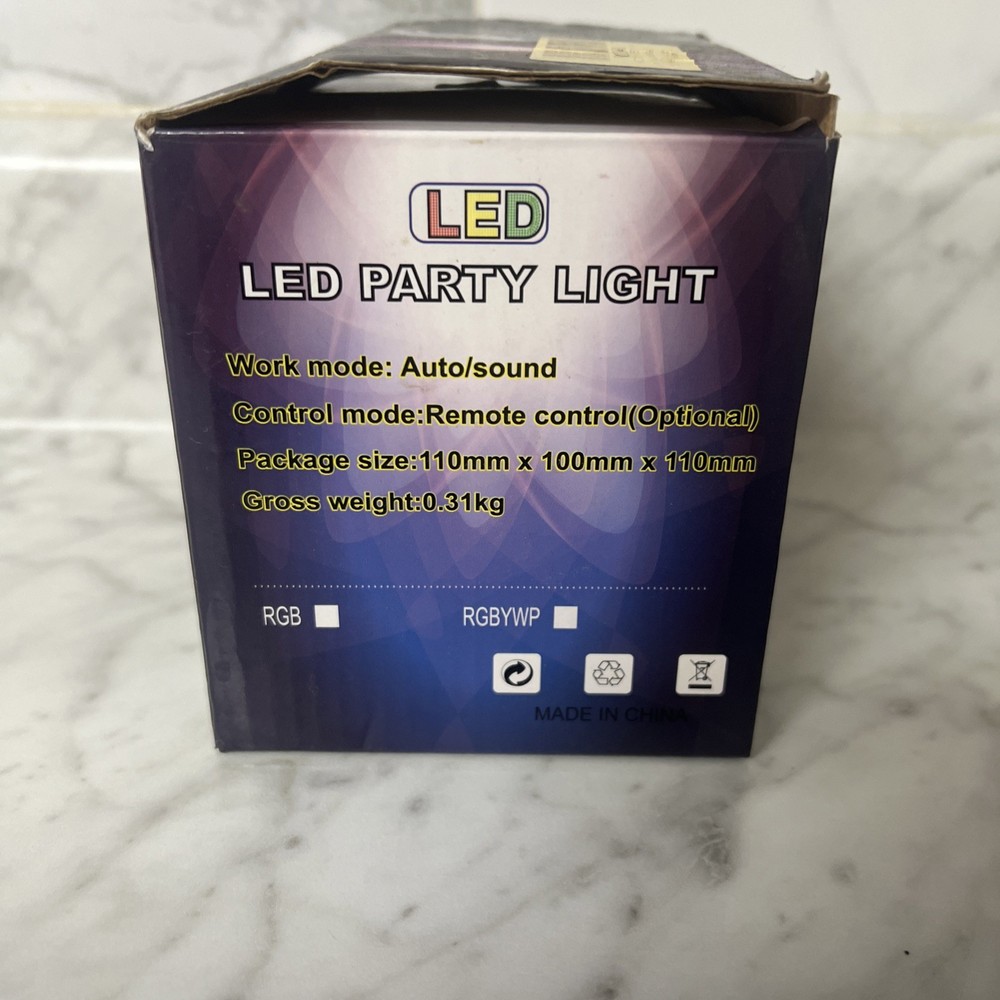 LED
LED PARTY LIGHT
Work mode: Auto/sound
Control mode:Remote control(Optional)
Package size:110mm x 100mm x 110mm
Gross weight:0.31kg
RGB
RGBYWP
MADE IN CHINA